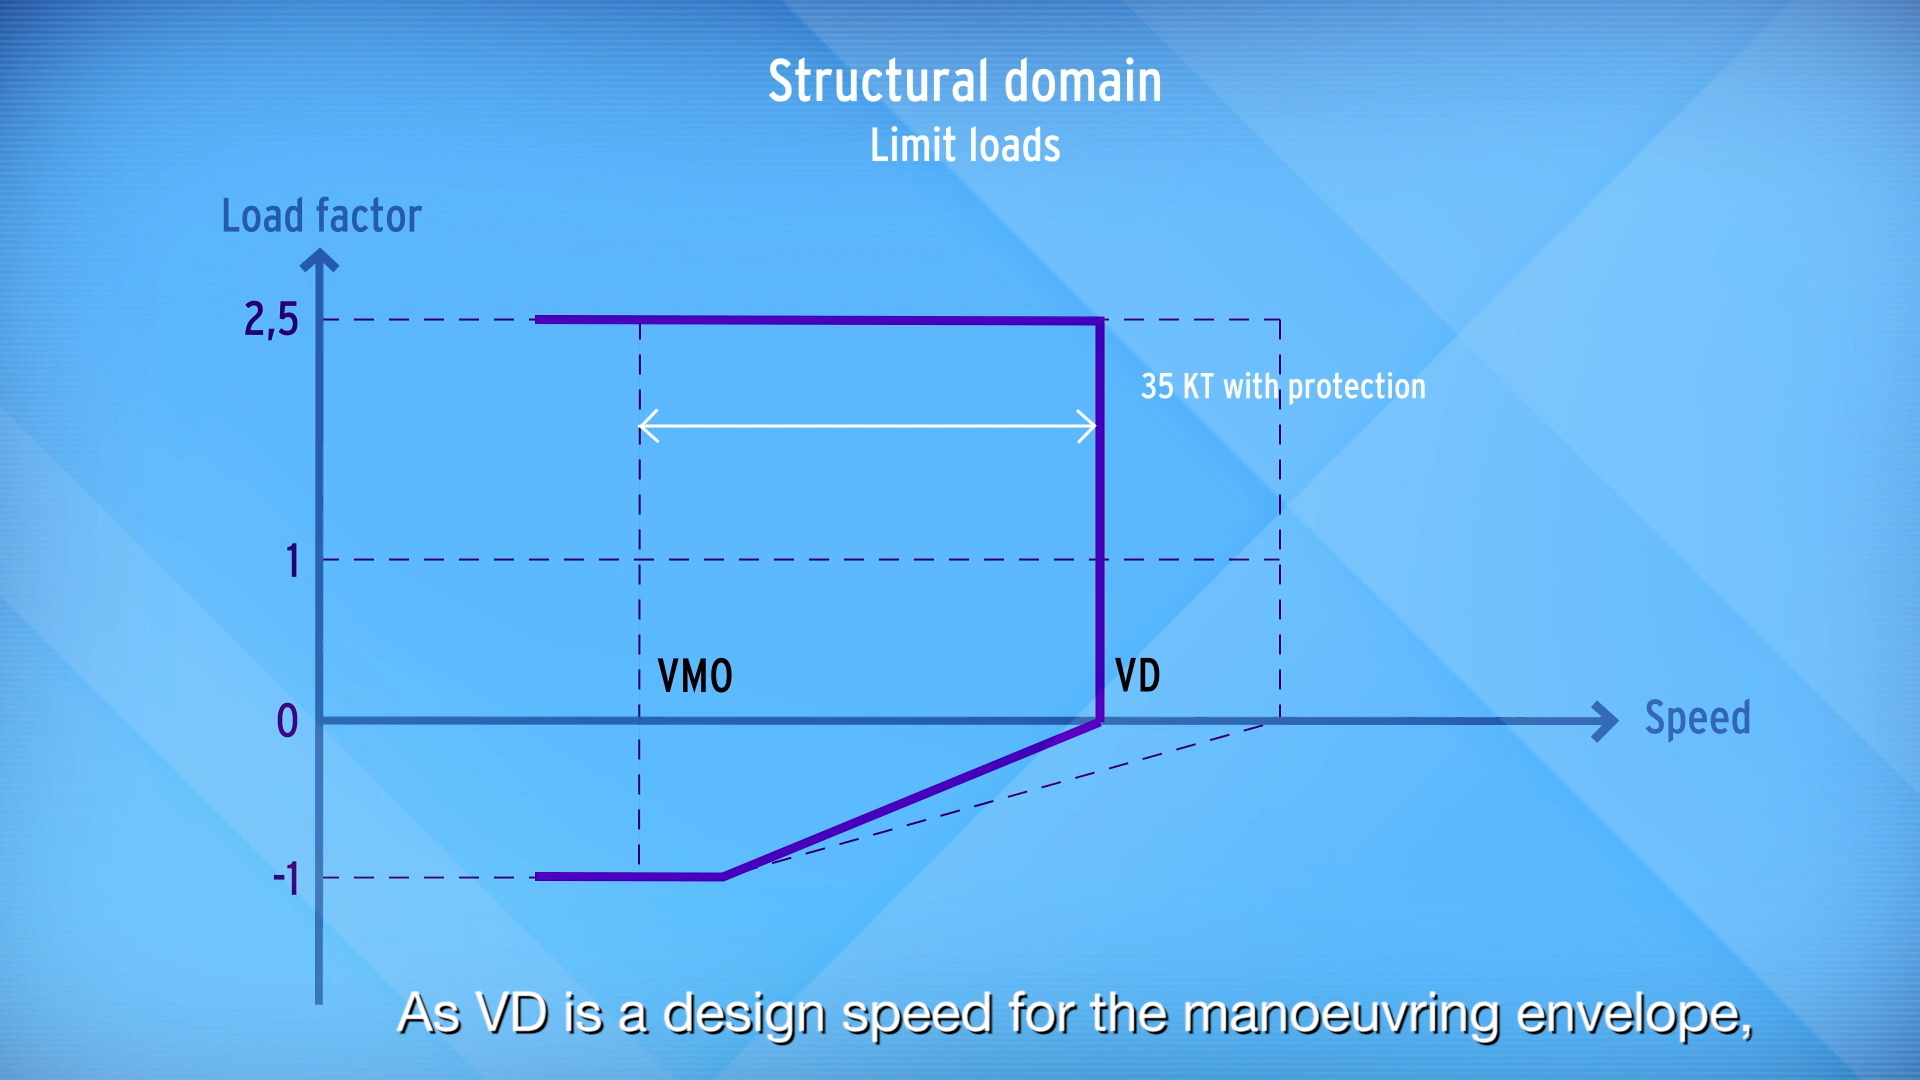 Structural domain
Limit loads
Load factor
2,5
35 KT with protection
1
VMO
VD
0
Speed
-1
As VD is a design speed for the manoeuvring envelope,